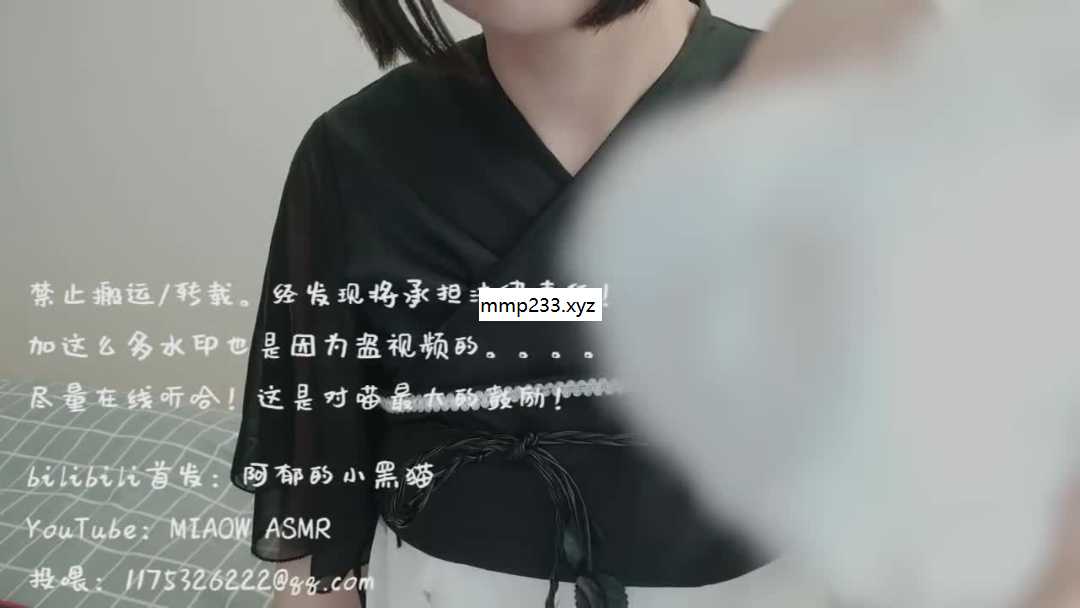 禁止搬运/转载。经发现将承担
mmp233.xyz
加这么多水印也是因为盗视频的。。。。
尽量在线听哈！这是对喵最大的鼓励！
bilibili首发：阿郁的小黑猫
YouTube：MIAOW ASMR
投喂：1175326222@qq.com